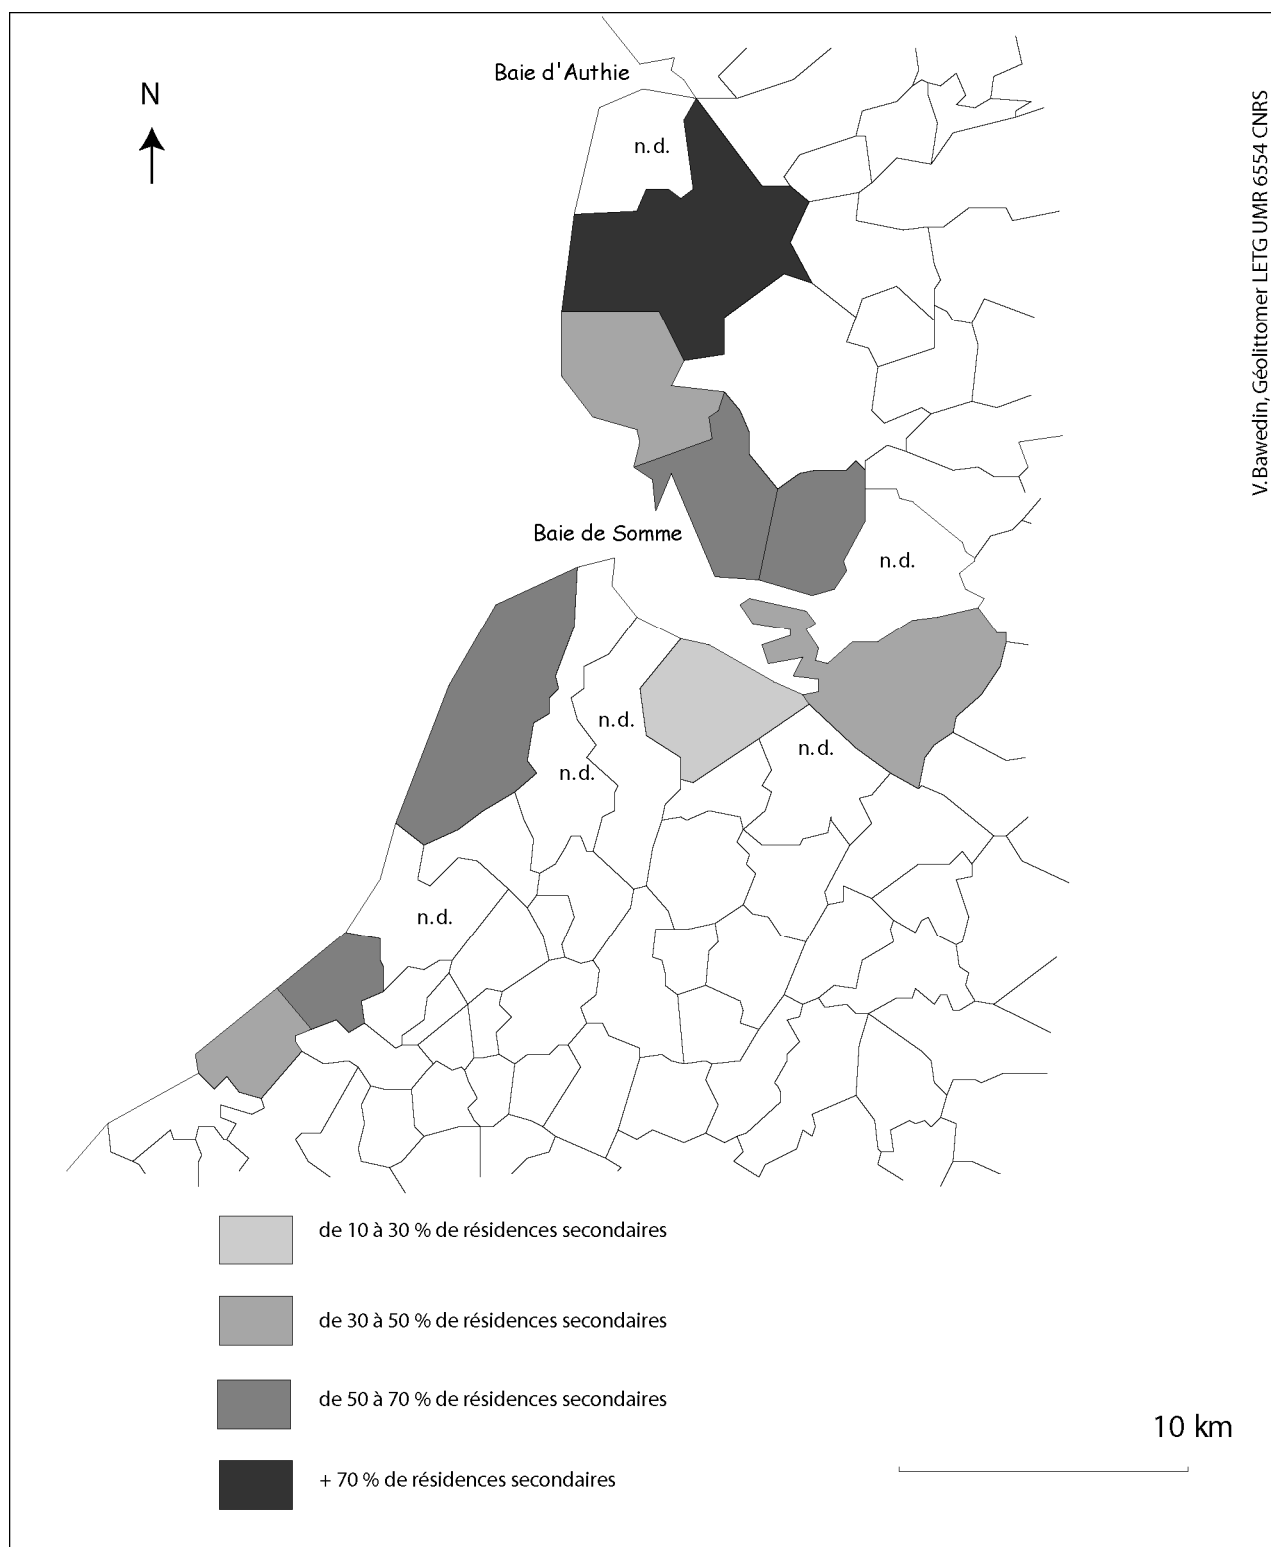 Baie d'Authie
N
n.d.
V.Bawedin, Géolittomer LETG UMR 6554 CNRS
Baie de Somme
n.d.
n.d.
n.d.
n.d.
n.d.
de 10 à 30 % de résidences secondaires
de 30 à 50 % de résidences secondaires
de 50 à 70 % de résidences secondaires
10 km
+ 70 % de résidences secondaires